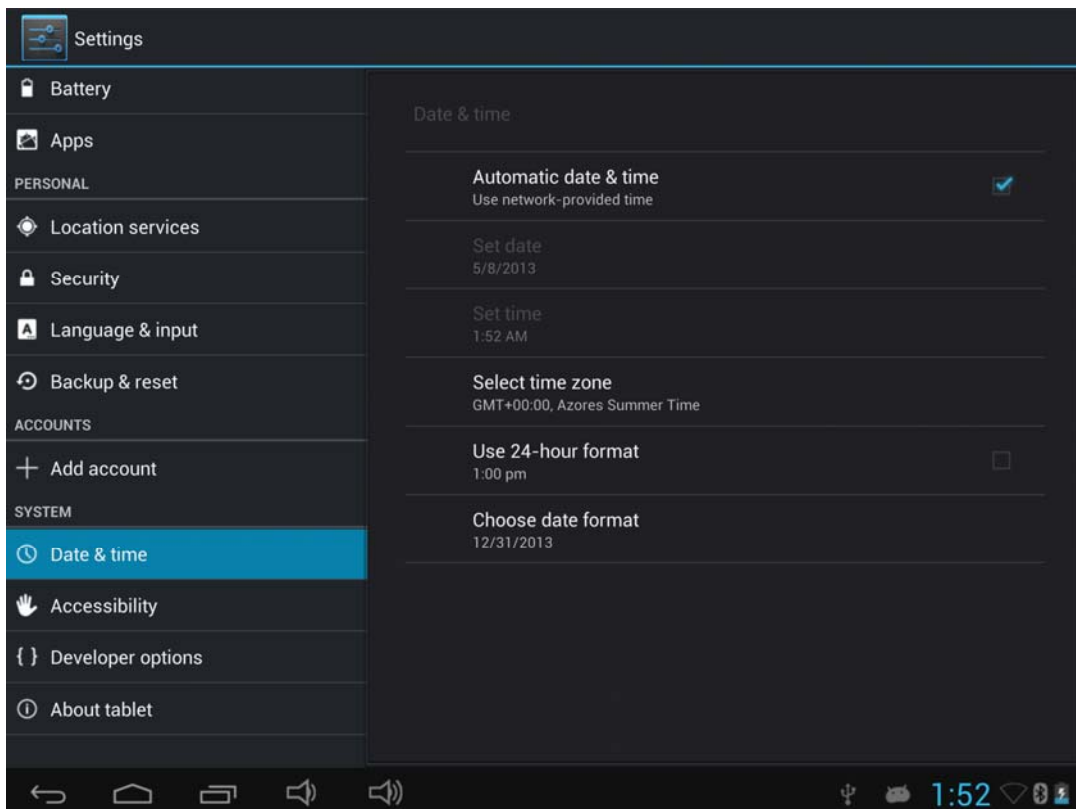 Settings
Battery
Apps
PERSONAL
Location services
Security
Language & input
Backup & reset
ACCOUNTS
Add account
SYSTEM
Date & time
Accessibility
{ } Developer options
About tablet
Date & time
Automatic date & time
Use network-provided time
Set date
5/8/2013
Set time
1:52 AM
Select time zone
GMT+00:00, Azores Summer Time
Use 24-hour format
1:00 pm
Choose date format
12/31/2013
1:52